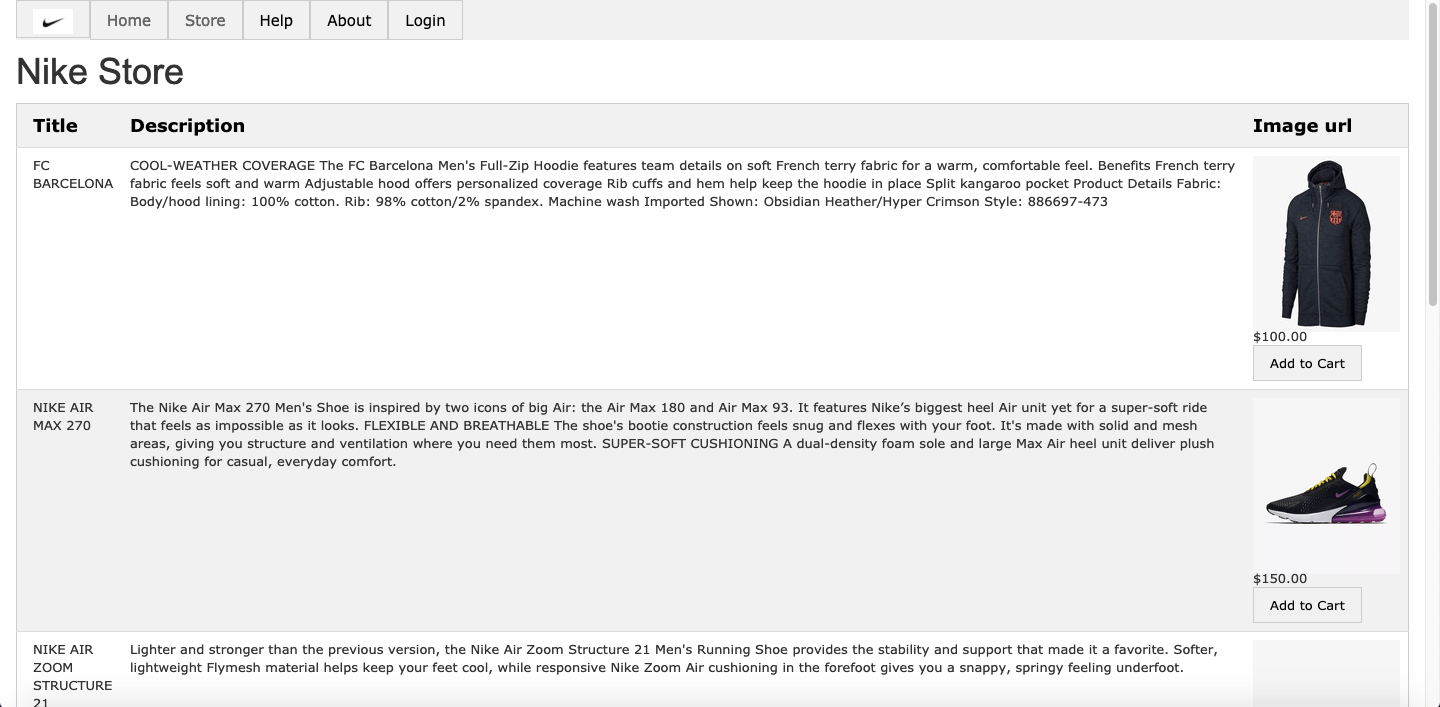 Home Store Help About Login
Nike Store
Title Description Image url
FC
BARCELONA
COOL-WEATHER COVERAGE The FC Barcelona Men's Full-Zip Hoodie features team details on soft French terry fabric for a warm, comfortable feel. Benefits French terry
fabric feels soft and warm Adjustable hood offers personalized coverage Rib cuffs and hem help keep the hoodie in place Split kangaroo pocket Product Details Fabric:
Body/hood lining: 100% cotton. Rib: 98% cotton/2% spandex. Machine wash Imported Shown: Obsidian Heather/Hyper Crimson Style: 886697-473
$100.00
Add to Cart
NIKE AIR
MAX 270
The Nike Air Max 270 Men's Shoe is inspired by two icons of big Air: the Air Max 180 and Air Max 93. It features Nike’s biggest heel Air unit yet for a super-soft ride
that feels as impossible as it looks. FLEXIBLE AND BREATHABLE The shoe's bootie construction feels snug and flexes with your foot. It's made with solid and mesh
areas, giving you structure and ventilation where you need them most. SUPER-SOFT CUSHIONING A dual-density foam sole and large Max Air heel unit deliver plush
cushioning for casual, everyday comfort.
$150.00
Add to Cart
NIKE AIR
ZOOM
STRUCTURE
21
Lighter and stronger than the previous version, the Nike Air Zoom Structure 21 Men's Running Shoe provides the stability and support that made it a favorite. Softer,
lightweight Flymesh material helps keep your feet cool, while responsive Nike Zoom Air cushioning in the forefoot gives you a snappy, springy feeling underfoot.